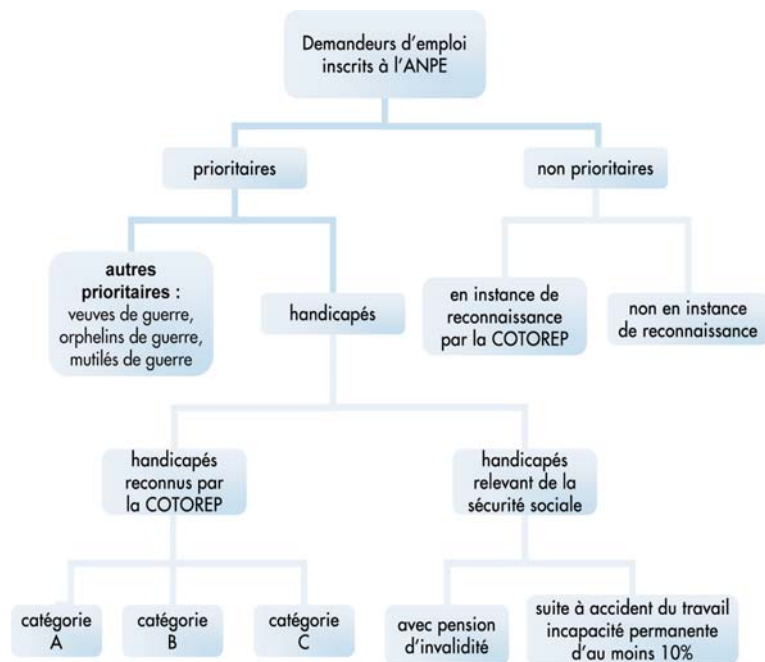 Demandeurs d'emploi
inscrits à l'ANPE
prioritaires
non prioritaires
autres
prioritaires :
veuves de guerre,
orphelins de guerre,
mutilés de guerre
handicapés
en instance de
reconnaissance
par la COTOREP
non en instance
de reconnaissance
handicapés
reconnus par
la COTOREP
handicapés
relevant de la
sécurité sociale
catégorie
A
catégorie
B
catégorie
C
avec pension
d'invalidité
suite à accident du travail
incapacité permanente
d'au moins 10%